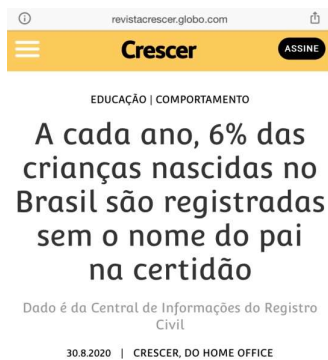 revistacrescer.globo.com
Crescer
ASSINE
EDUCAÇÃO | COMPORTAMENTO
A cada ano, 6% das
crianças nascidas no
Brasil são registradas
sem o nome do pai
na certidão
Dado é da Central de Informações do Registro
Civil
30.8.2020 | CRESCER, DO HOME OFFICE